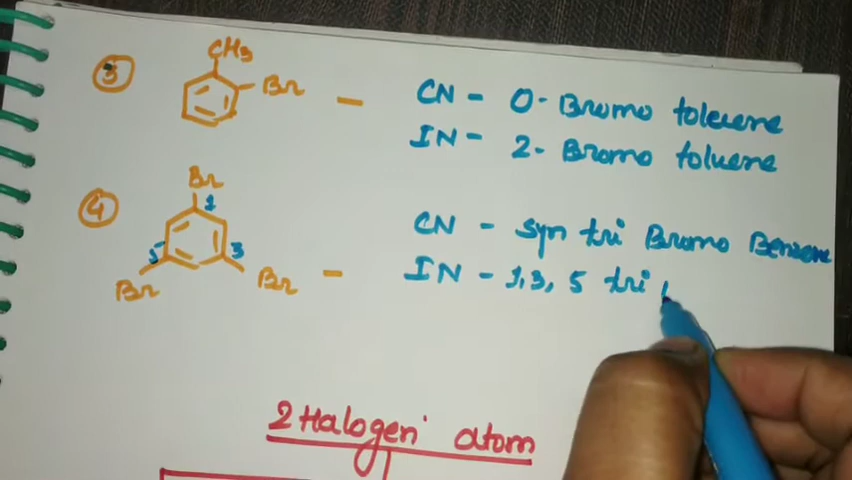 3
CH3
Br
CN - O-Bromo toleuene
IN - 2-Bromo toluene
4
Br
1
5
3
Br
Br
CN - Syn tri Bromo Benzene
IN - 1,3, 5 tri
2 Halogen atom